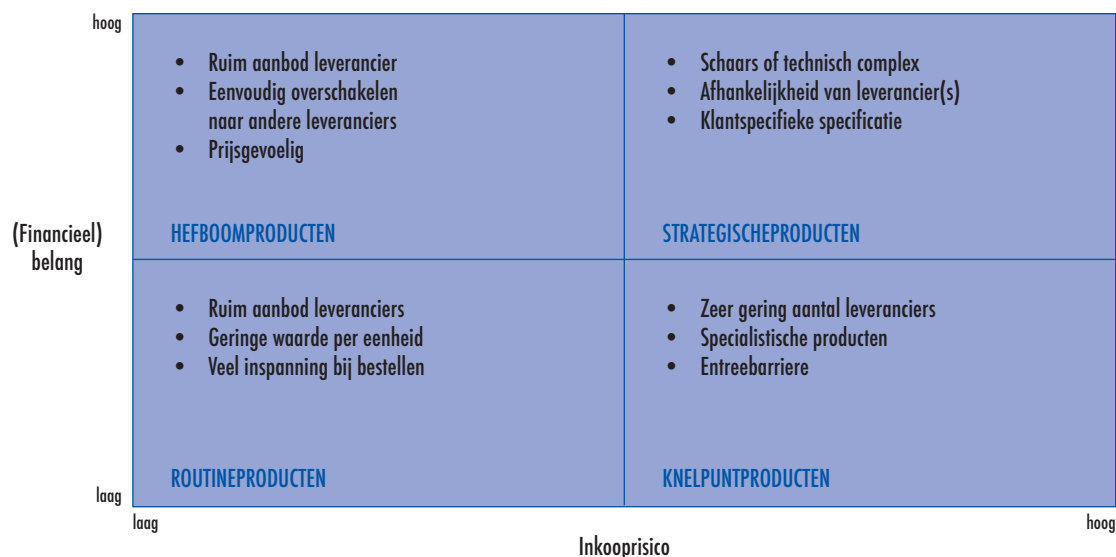 hoog
• Ruim aanbod leverancier
• Eenvoudig overschakelen
naar andere leveranciers
• Prijsgevoelig
HEFBOOMPRODUCTEN
• Schaars of technisch complex
• Afhankelijkheid van leverancier(s)
• Klantspecifieke specificatie
STRATEGISCHEPRODUCTEN
(Financieel)
belang
• Ruim aanbod leveranciers
• Geringe waarde per eenheid
• Veel inspanning bij bestellen
ROUTINEPRODUCTEN
• Zeer gering aantal leveranciers
• Specialistische producten
• Entreebarriere
KNELPUNTPRODUCTEN
laag
laag
hoog
Inkooprisico